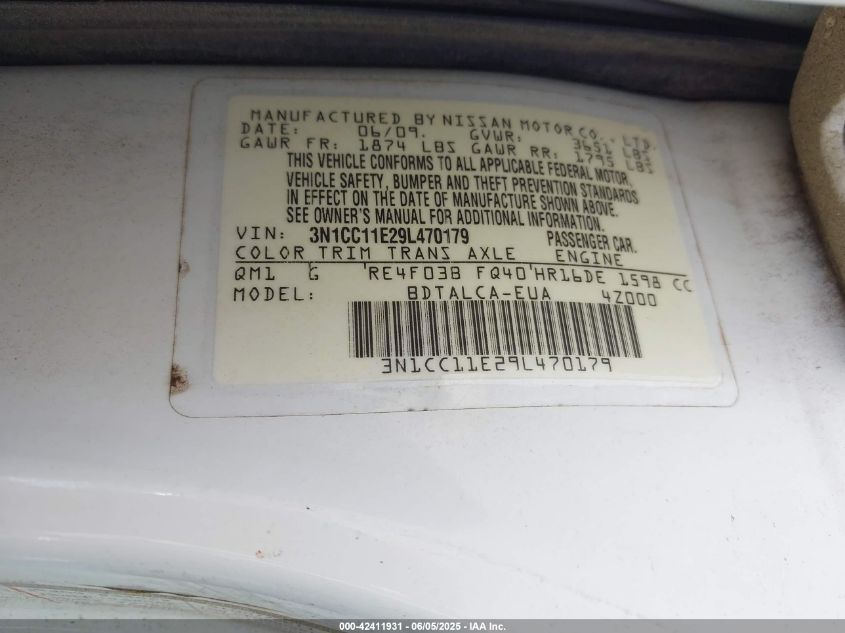 MANUFACTURED BY NISSAN MOTOR CO., LTD.
DATE: 06/09. GVWR: 3651 LBS
GAWR FR: 1874 LBS GAWR RR: 1795 LBS
THIS VEHICLE CONFORMS TO ALL APPLICABLE FEDERAL MOTOR
VEHICLE SAFETY, BUMPER AND THEFT PREVENTION STANDARDS
IN EFFECT ON THE DATE OF MANUFACTURE SHOWN ABOVE.
SEE OWNER'S MANUAL FOR ADDITIONAL INFORMATION.
VIN: 3N1CC11E29L470179 PASSENGER CAR.
COLOR TRIM TRANS AXLE ENGINE
QM1 G RE4F03B FQ40 HR16DE 1598 CC
MODEL: BDTALCA-EUA 4Z000
3N1CC11E29L470179
000-42411931 - 06/05/2025 - IAA Inc.